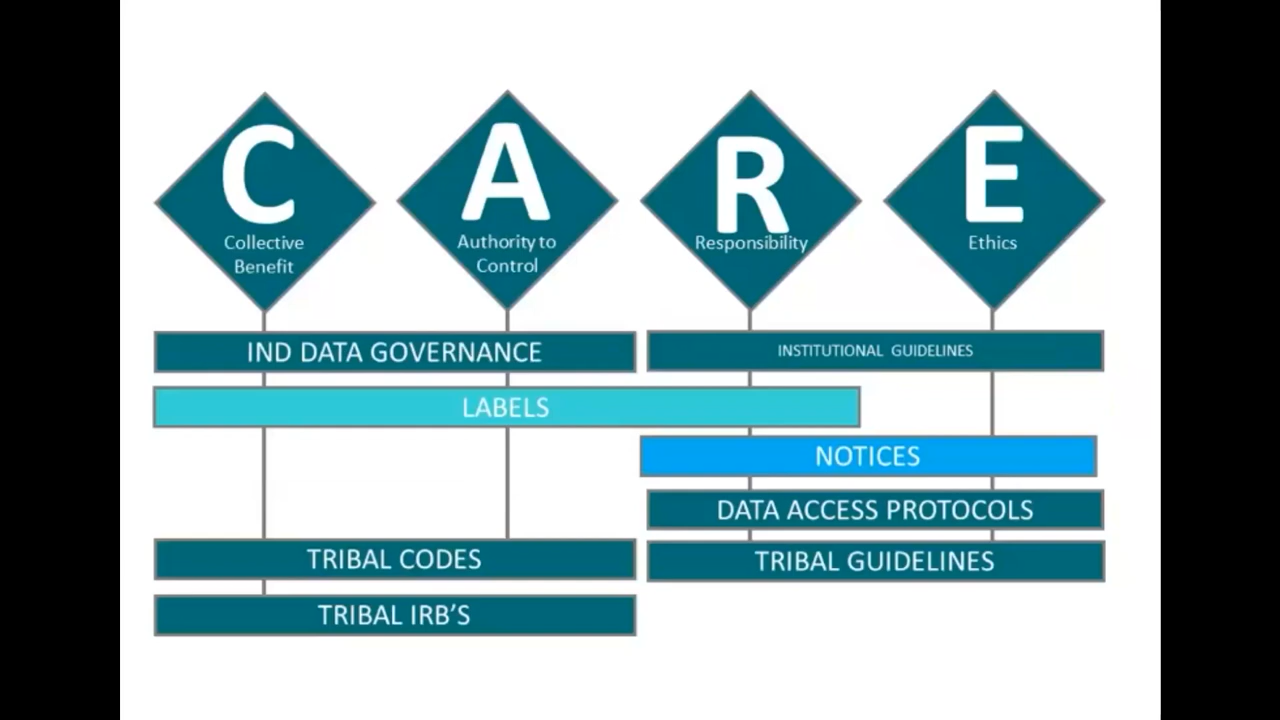 C
Collective
Benefit
A
Authority to
Control
R
Responsibility
E
Ethics
IND DATA GOVERNANCE
INSTITUTIONAL GUIDELINES
LABELS
NOTICES
DATA ACCESS PROTOCOLS
TRIBAL CODES
TRIBAL GUIDELINES
TRIBAL IRB’S